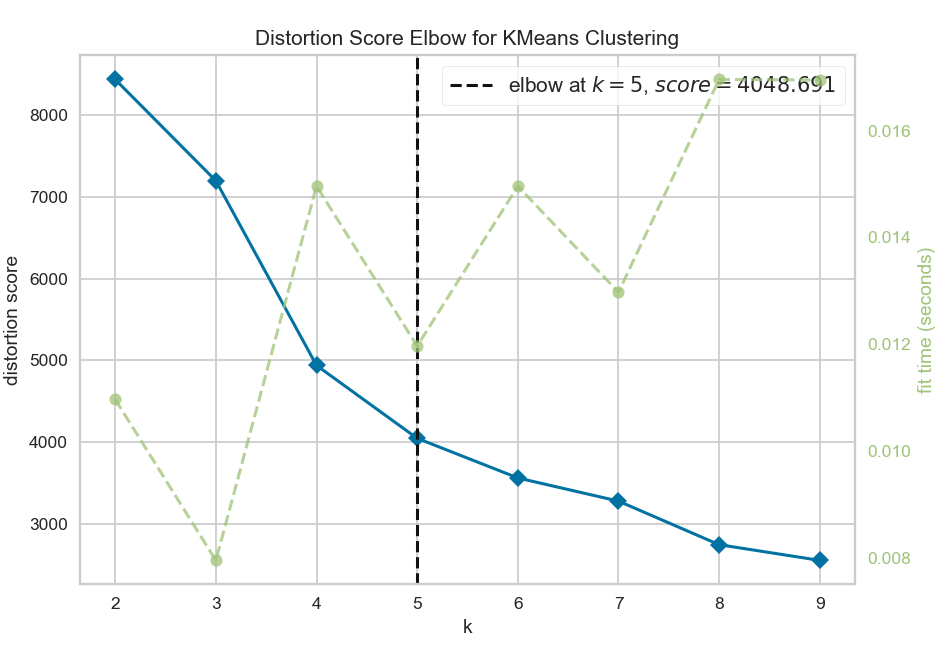 Distortion Score Elbow for KMeans Clustering
elbow at k = 5, score = 4048.691
distortion score
8000
7000
6000
5000
4000
3000
0.016
0.014
0.012
0.010
0.008
fit time (seconds)
2 3 4 5 6 7 8 9
k